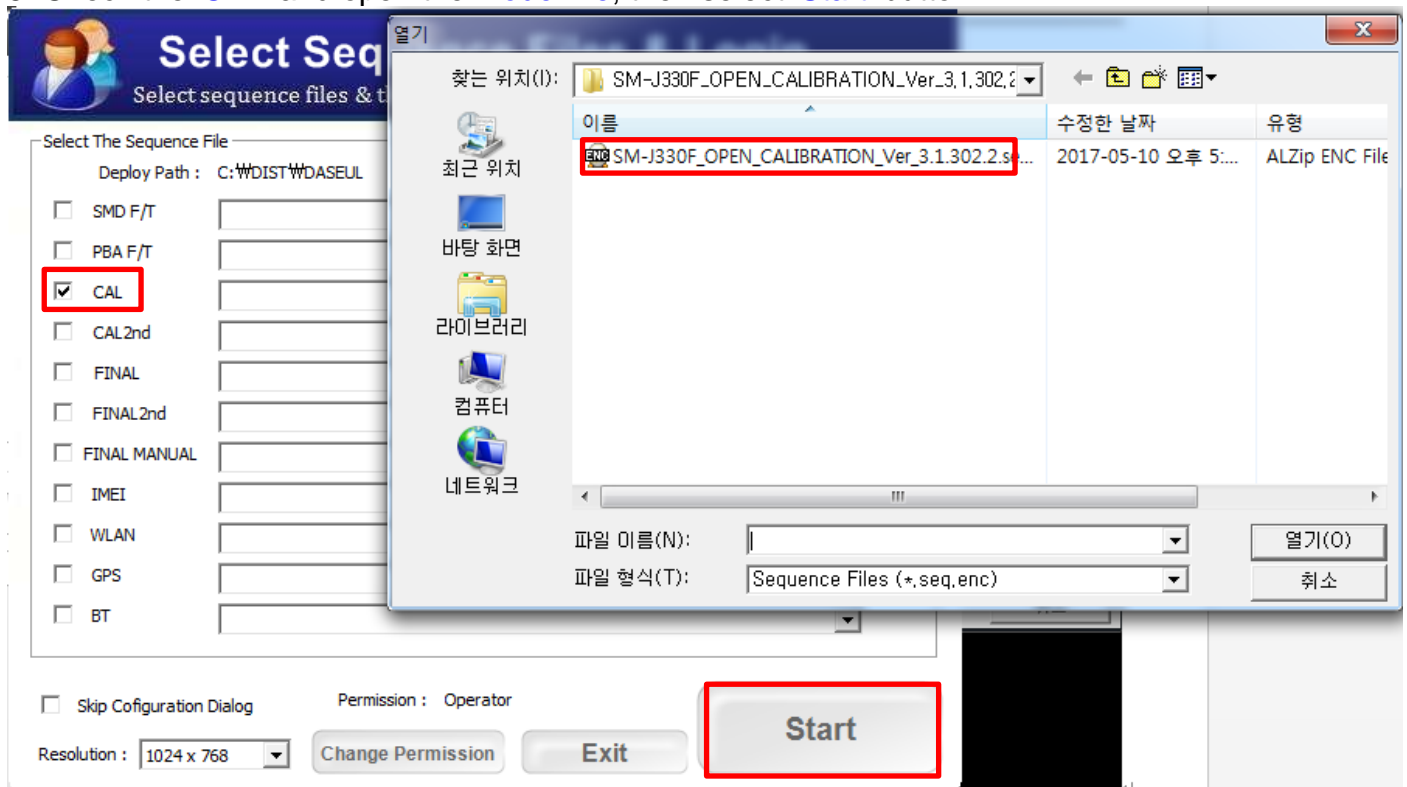 Select Seq
Select sequence files & t
Select The Sequence File
Deploy Path : C:₩DIST₩DASEUL
SMD F/T
PBA F/T
CAL
CAL2nd
FINAL
FINAL2nd
FINAL MANUAL
IMEI
WLAN
GPS
BT
Skip Cofiguration Dialog
Permission : Operator
Resolution : 1024 x 768
Change Permission
Exit
Start
열기
찾는 위치(I): SM-J330F_OPEN_CALIBRATION_Ver_3,1,302,2
이름 수정한 날짜 유형
ENC SM-J330F_OPEN_CALIBRATION_Ver_3.1.302.2.se... 2017-05-10 오후 5:... ALZip ENC File
최근 위치
바탕 화면
라이브러리
컴퓨터
네트워크
파일 이름(N): 열기(O)
파일 형식(T): Sequence Files (*,seq,enc) 취소